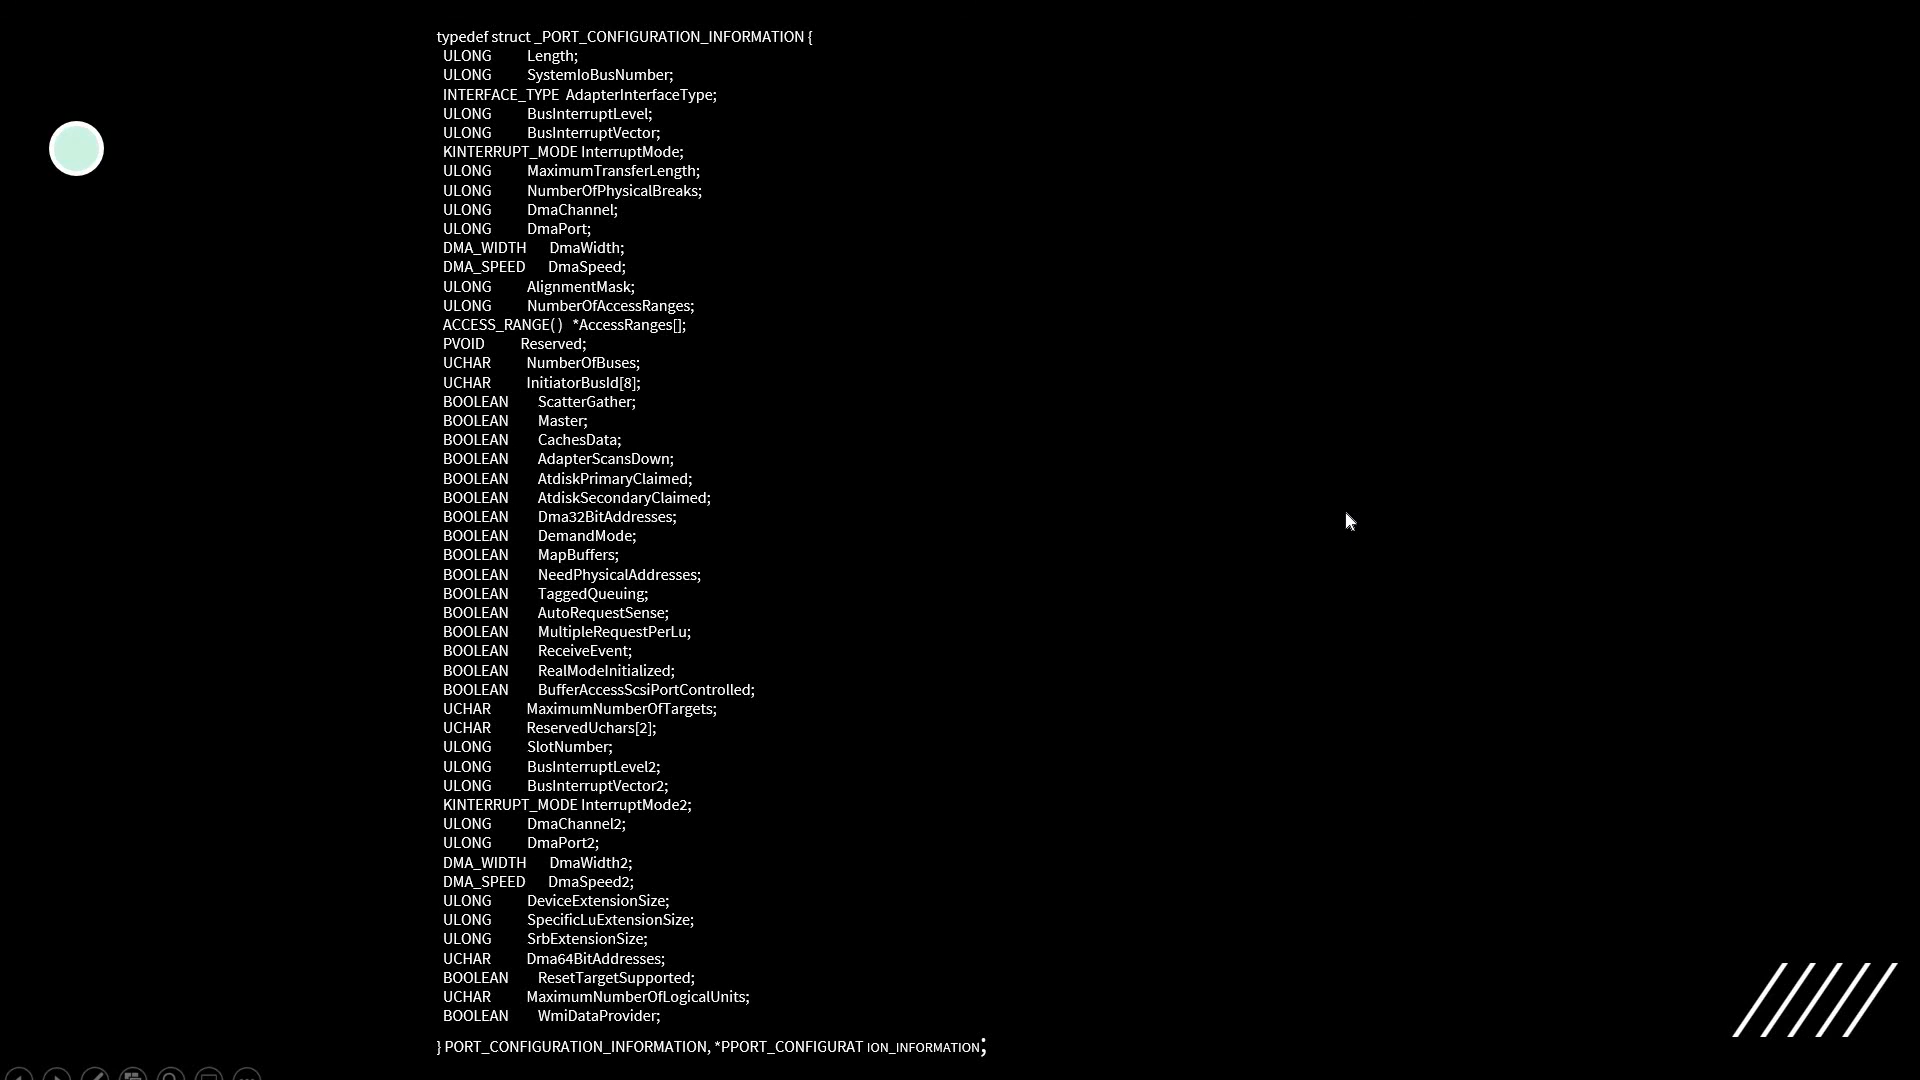 typedef struct _PORT_CONFIGURATION_INFORMATION {
ULONG Length;
ULONG SystemIoBusNumber;
INTERFACE_TYPE AdapterInterfaceType;
ULONG BusInterruptLevel;
ULONG BusInterruptVector;
KINTERRUPT_MODE InterruptMode;
ULONG MaximumTransferLength;
ULONG NumberOfPhysicalBreaks;
ULONG DmaChannel;
ULONG DmaPort;
DMA_WIDTH DmaWidth;
DMA_SPEED DmaSpeed;
ULONG AlignmentMask;
ULONG NumberOfAccessRanges;
ACCESS_RANGE( ) *AccessRanges[];
PVOID Reserved;
UCHAR NumberOfBuses;
UCHAR InitiatorBusId[8];
BOOLEAN ScatterGather;
BOOLEAN Master;
BOOLEAN CachesData;
BOOLEAN AdapterScansDown;
BOOLEAN AtdiskPrimaryClaimed;
BOOLEAN AtdiskSecondaryClaimed;
BOOLEAN Dma32BitAddresses;
BOOLEAN DemandMode;
BOOLEAN MapBuffers;
BOOLEAN NeedPhysicalAddresses;
BOOLEAN TaggedQueuing;
BOOLEAN AutoRequestSense;
BOOLEAN MultipleRequestPerLu;
BOOLEAN ReceiveEvent;
BOOLEAN RealModeInitialized;
BOOLEAN BufferAccessScsiPortControlled;
UCHAR MaximumNumberOfTargets;
UCHAR ReservedUchars[2];
ULONG SlotNumber;
ULONG BusInterruptLevel2;
ULONG BusInterruptVector2;
KINTERRUPT_MODE InterruptMode2;
ULONG DmaChannel2;
ULONG DmaPort2;
DMA_WIDTH DmaWidth2;
DMA_SPEED DmaSpeed2;
ULONG DeviceExtensionSize;
ULONG SpecificLuExtensionSize;
ULONG SrbExtensionSize;
UCHAR Dma64BitAddresses;
BOOLEAN ResetTargetSupported;
UCHAR MaximumNumberOfLogicalUnits;
BOOLEAN WmiDataProvider;
} PORT_CONFIGURATION_INFORMATION, *PPORT_CONFIGURAT ION_INFORMATION;